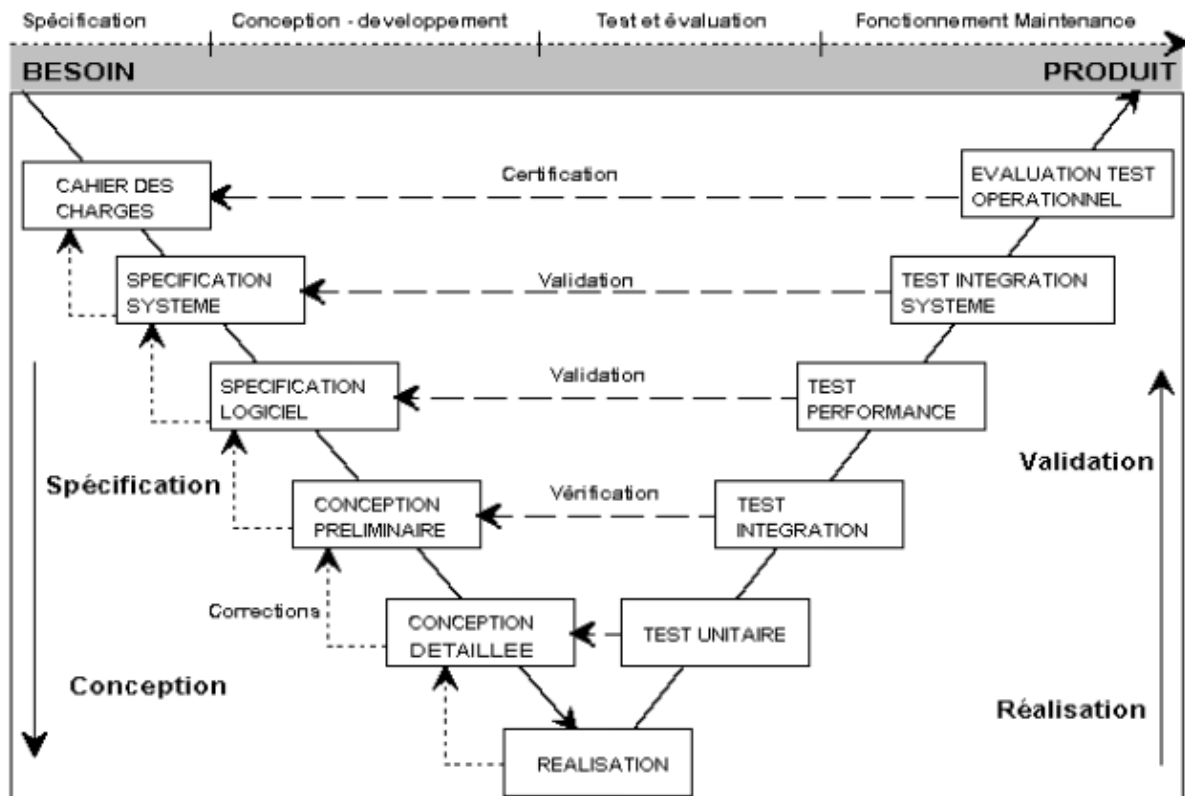 Spécification
Conception - developpement
Test et évaluation
Fonctionnement Maintenance
BESOIN
PRODUIT
CAHIER DES
CHARGES
Certification
EVALUATION TEST
OPERATIONNEL
SPECIFICATION
SYSTEME
Validation
TEST INTEGRATION
SYSTEME
SPECIFICATION
LOGICIEL
Validation
TEST
PERFORMANCE
Spécification
Validation
CONCEPTION
PRELIMINAIRE
Vérification
TEST
INTEGRATION
Corrections
CONCEPTION
DETAILLEE
TEST UNITAIRE
Conception
Réalisation
REALISATION